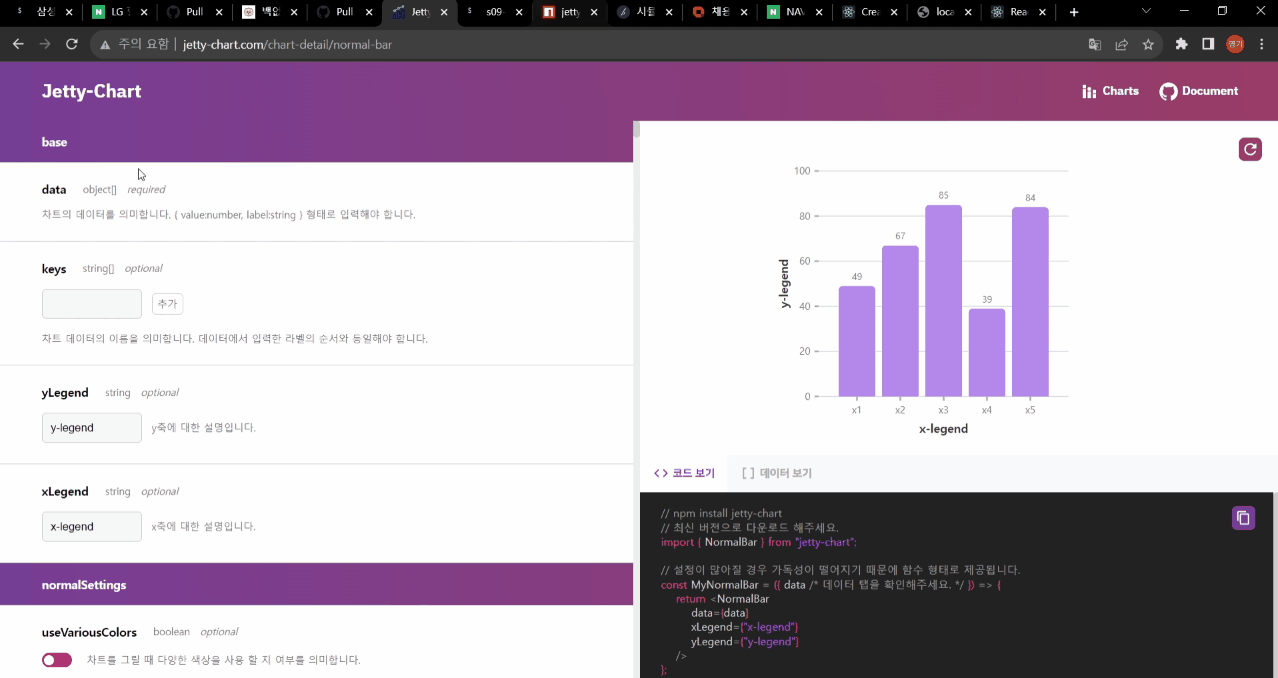 삼성
LG
Pull
백엔
Pull
Jetty
s09-
jetty
시들
채용
NAV
Crea
loca
Rea
주의 요함
jetty-chart.com/chart-detail/normal-bar
Jetty-Chart
Charts
Document
base
data object[] required
차트의 데이터를 의미합니다. { value:number, label:string } 형태로 입력해야 합니다.
keys string[] optional
추가
차트 데이터의 이름을 의미합니다. 데이터에서 입력한 라벨의 순서와 동일해야 합니다.
yLegend string optional
y-legend y축에 대한 설명입니다.
xLegend string optional
x-legend x축에 대한 설명입니다.
normalSettings
useVariousColors boolean optional
차트를 그릴 때 다양한 색상을 사용 할 지 여부를 의미합니다.
100
80
60
40
20
0
y-legend
49
67
85
39
84
x1
x2
x3
x4
x5
x-legend
<> 코드 보기
[ ] 데이터 보기
// npm install jetty-chart
// 최신 버전으로 다운로드 해주세요.
import { NormalBar } from "jetty-chart";
// 설정이 많아질 경우 가독성이 떨어지기 때문에 함수 형태로 제공됩니다.
const MyNormalBar = ({ data /* 데이터 탭을 확인해주세요. */ }) => {
return <NormalBar
data={data}
xLegend={"x-legend"}
yLegend={"y-legend"}
/>
};